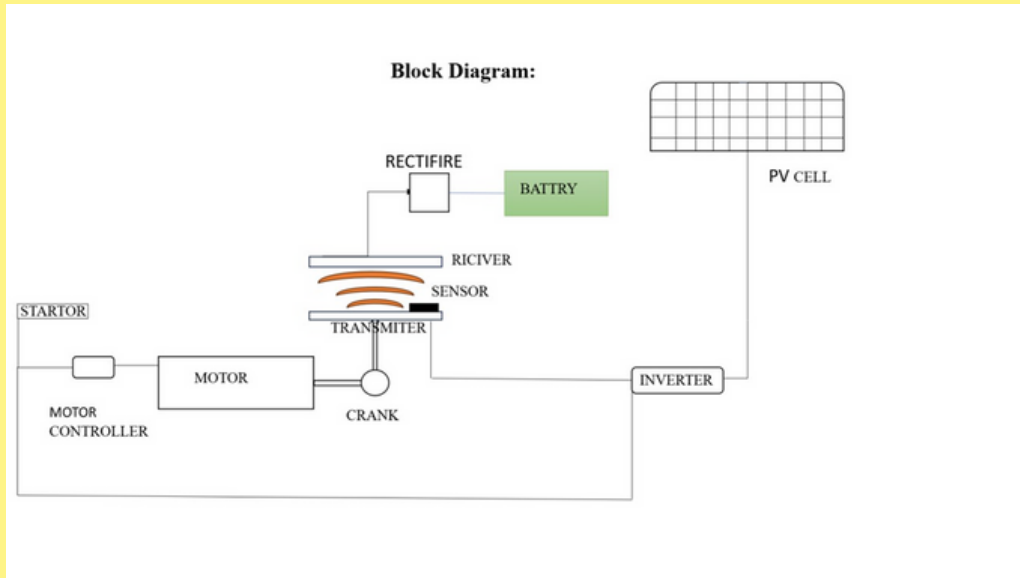 Block Diagram:
PV CELL
RECTIFIRE
BATTRY
RICIVER
SENSOR
STARTOR
TRANSMITER
MOTOR
INVERTER
CRANK
MOTOR
CONTROLLER